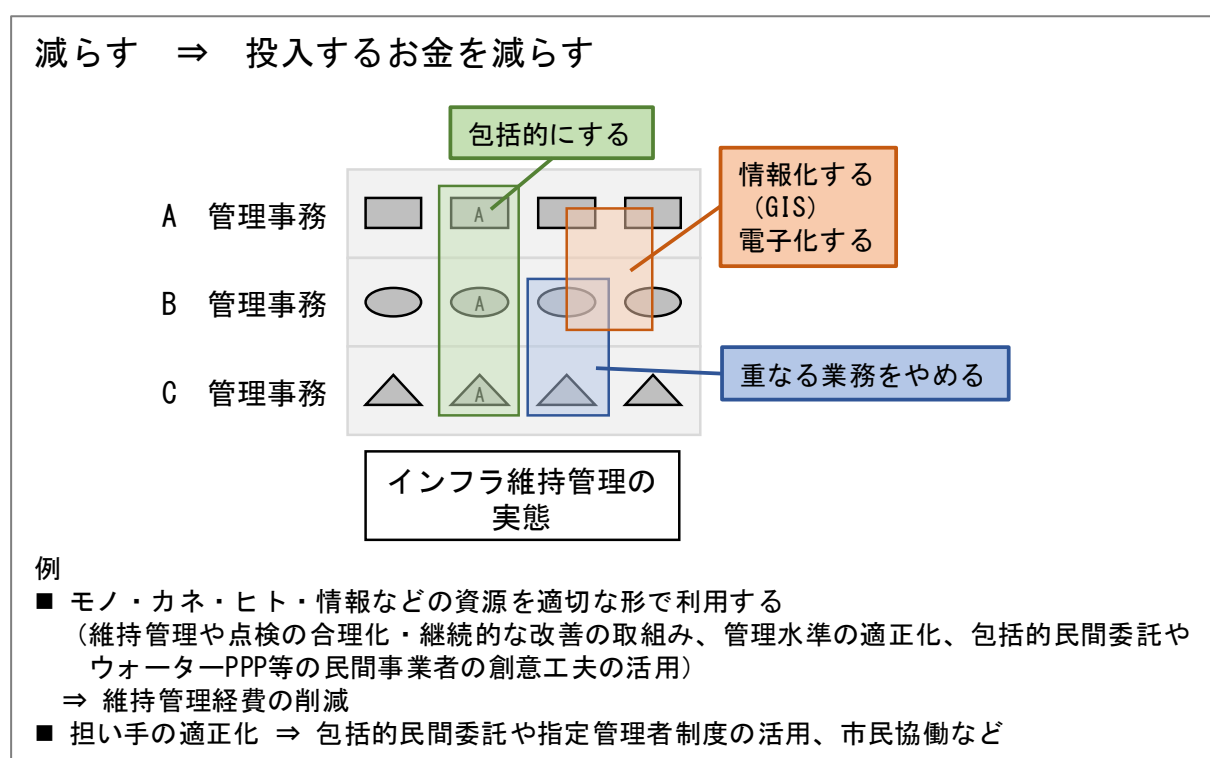 減らす ⇒ 投入するお金を減らす
包括的にする
情報化する
（GIS）
電子化する
A 管理事務
A
B 管理事務
A
重なる業務をやめる
C 管理事務
A
インフラ維持管理の
実態
例
■ モノ・カネ・ヒト・情報などの資源を適切な形で利用する
（維持管理や点検の合理化・継続的な改善の取組み、管理水準の適正化、包括的民間委託や
ウォーターPPP等の民間事業者の創意工夫の活用）
⇒ 維持管理経費の削減
■ 担い手の適正化 ⇒ 包括的民間委託や指定管理者制度の活用、市民協働など